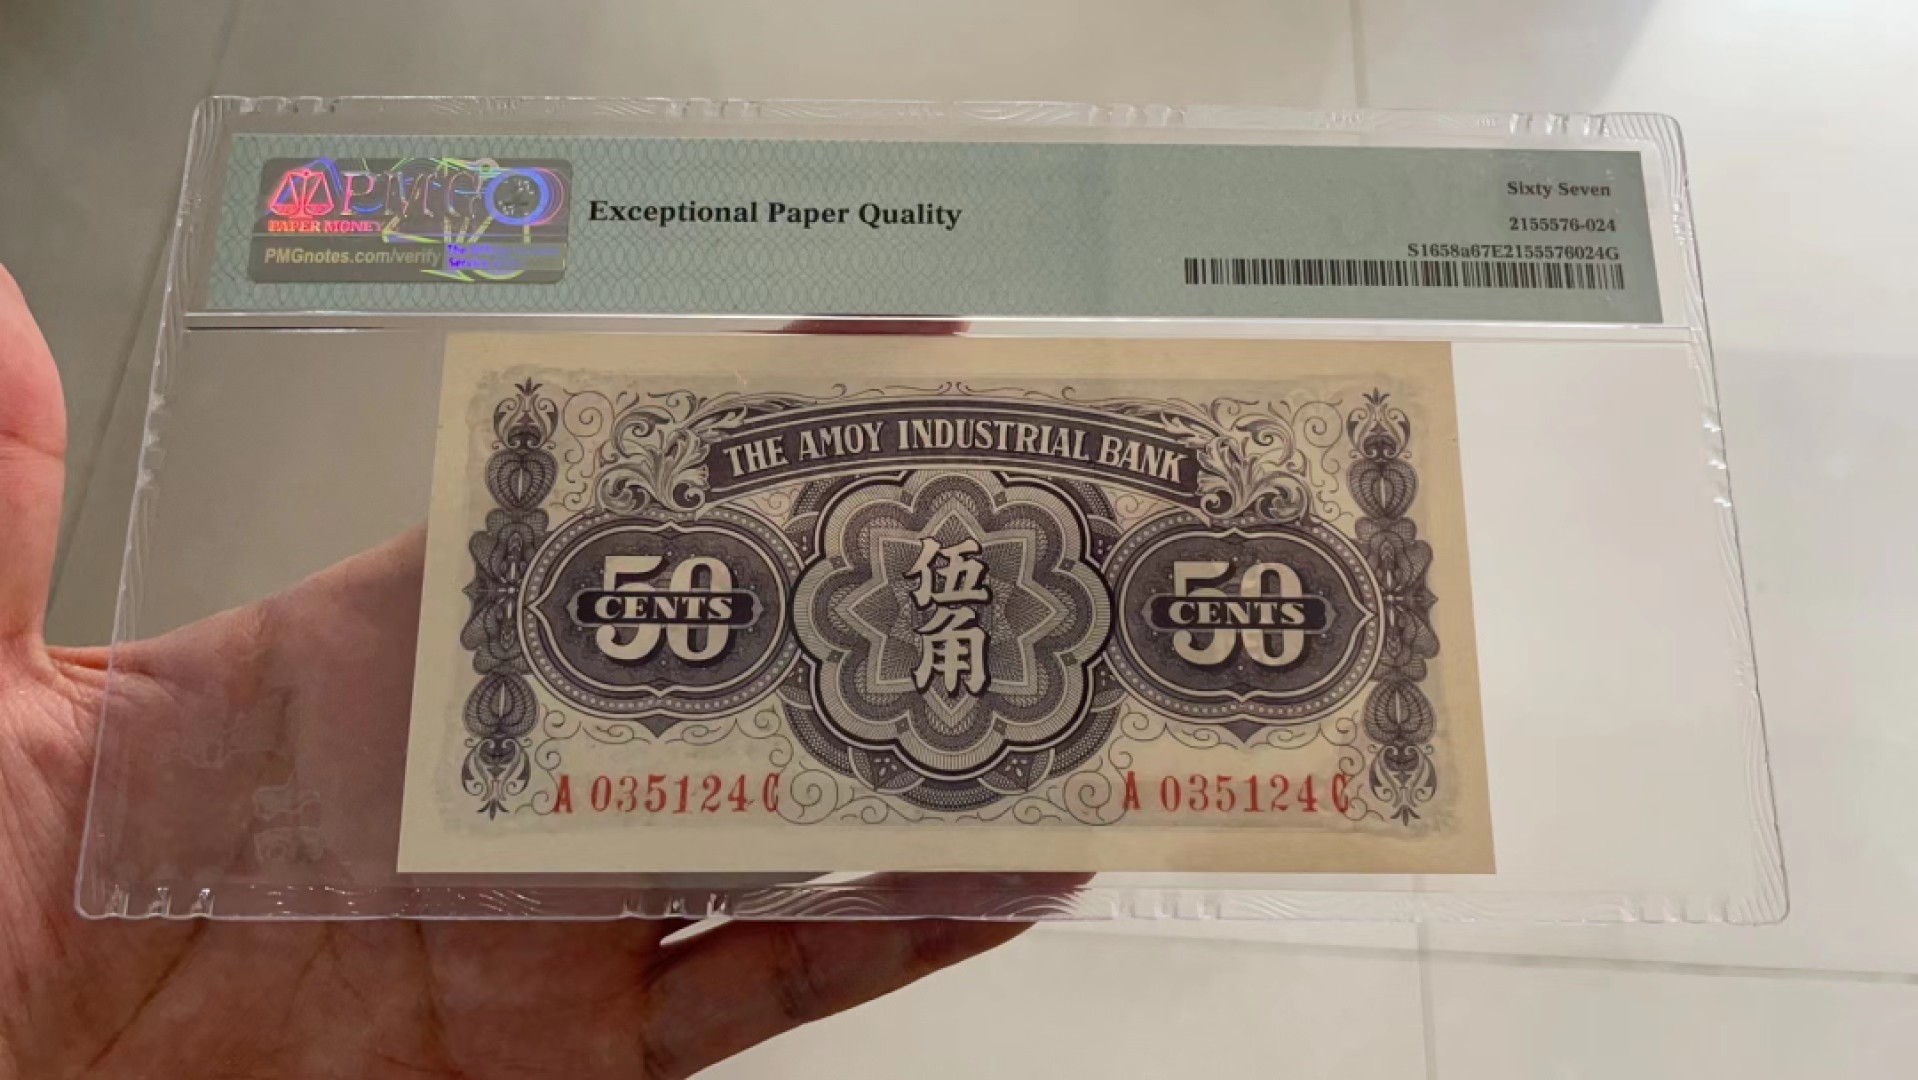 PMG
PAPER MONEY
PMGnotes.com/verify
Exceptional Paper Quality
Sixty Seven
2155576-024
S1658a67E2155576024G
THE AMOY INDUSTRIAL BANK
50
CENTS
伍角
50
CENTS
A 035124 C
A 035124 C